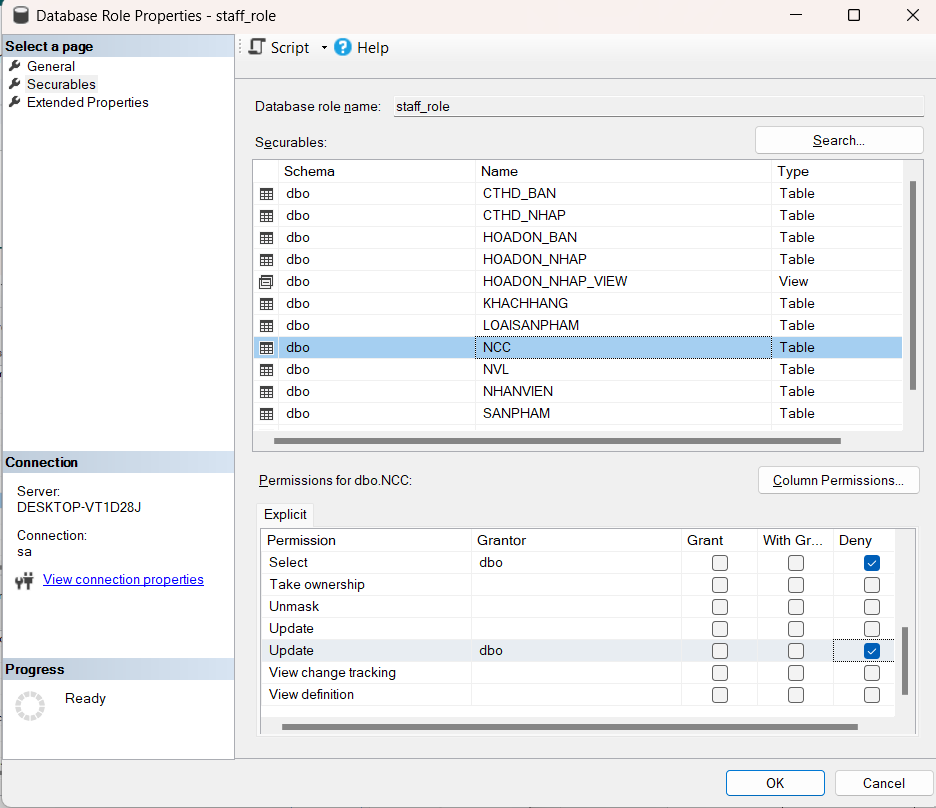 Database Role Properties - staff_role
Select a page
General
Securables
Extended Properties
Script
Help
Database role name: staff_role
Securables:
Search...
Schema Name Type
dbo CTHD_BAN Table
dbo CTHD_NHAP Table
dbo HOADON_BAN Table
dbo HOADON_NHAP Table
dbo HOADON_NHAP_VIEW View
dbo KHACHHANG Table
dbo LOAISANPHAM Table
dbo NCC Table
dbo NVL Table
dbo NHANVIEN Table
dbo SANPHAM Table
Connection
Server:
DESKTOP-VT1D28J
Connection:
sa
View connection properties
Progress
Ready
Permissions for dbo.NCC:
Column Permissions...
Explicit
Permission Grantor Grant With Gr... Deny
Select dbo
Take ownership
Unmask
Update
Update dbo
View change tracking
View definition
OK
Cancel